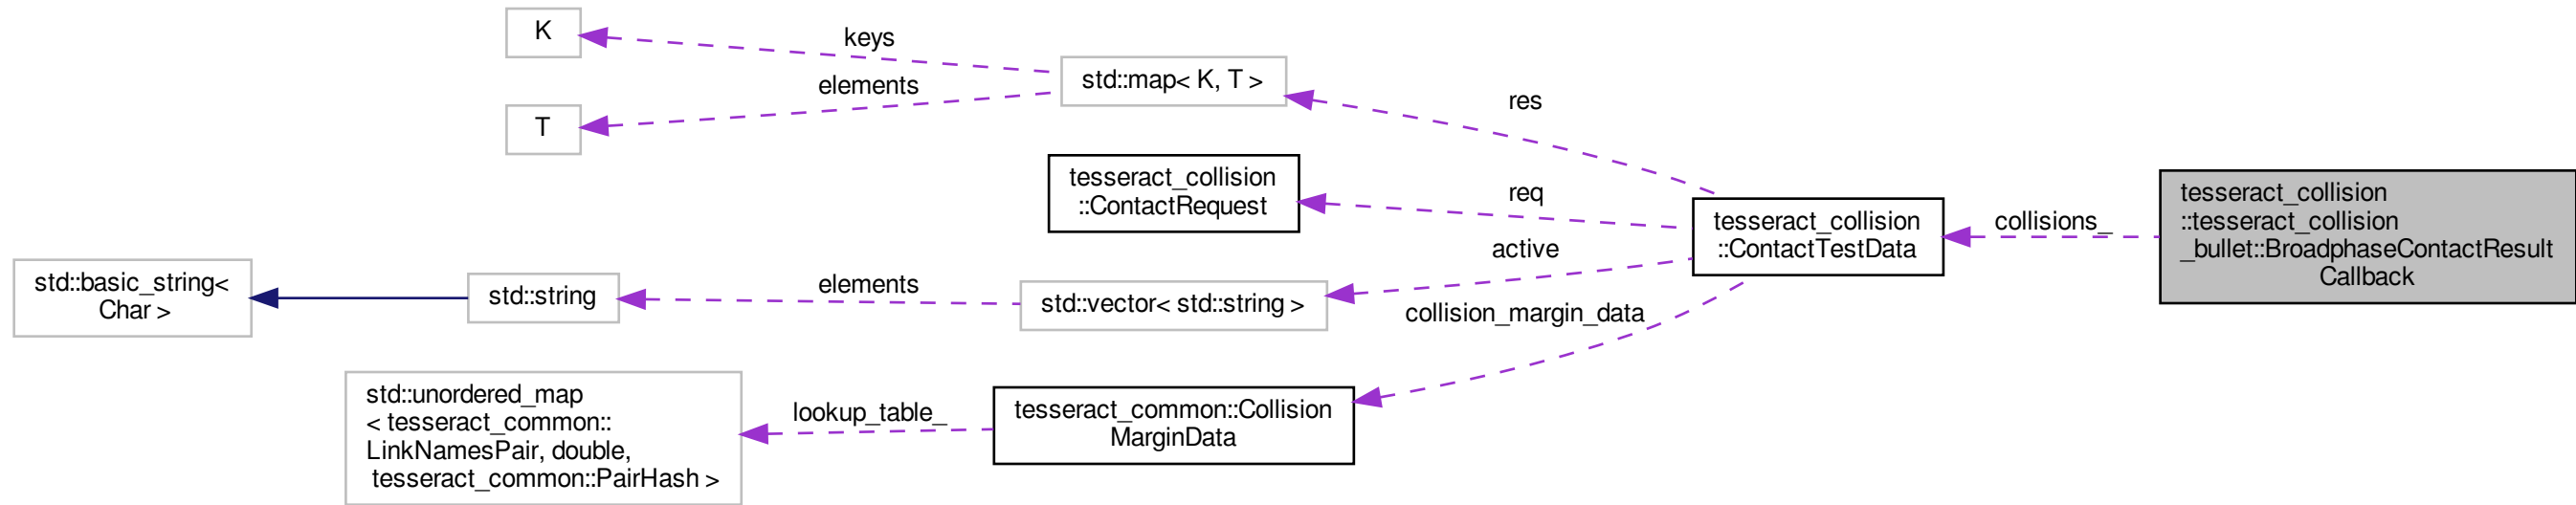 K
keys
std::map< K, T >
elements
T
res
tesseract_collision
::ContactRequest
req
tesseract_collision
::ContactTestData
collisions_
tesseract_collision
::tesseract_collision
_bullet::BroadphaseContactResult
Callback
active
std::basic_string<
Char >
std::string
elements
std::vector< std::string >
collision_margin_data
std::unordered_map
< tesseract_common::
LinkNamesPair, double,
tesseract_common::PairHash >
lookup_table_
tesseract_common::Collision
MarginData